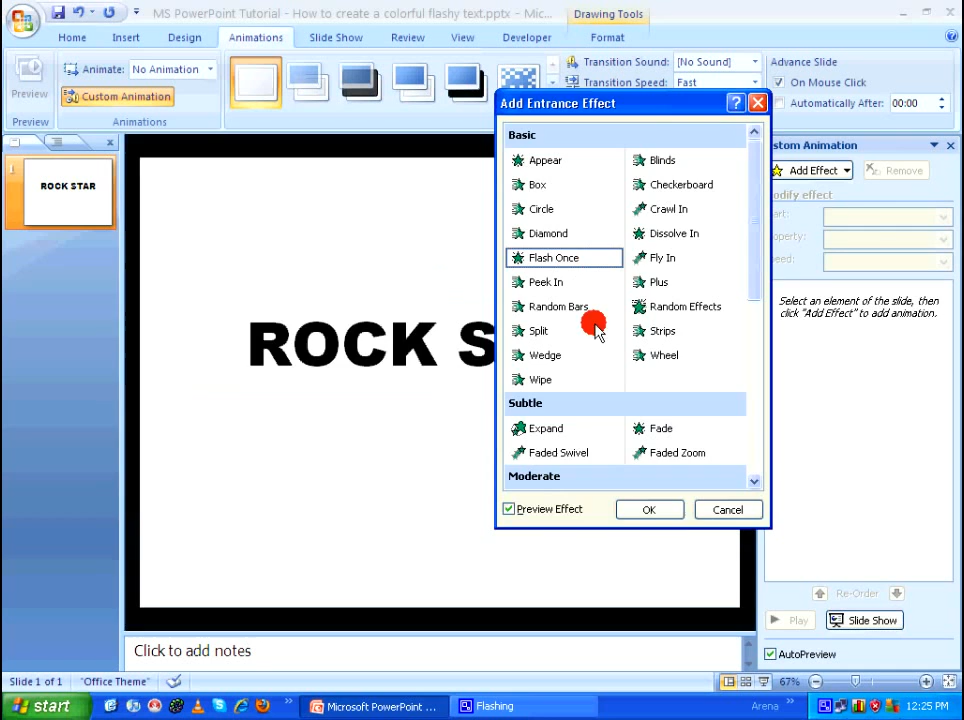 MS PowerPoint Tutorial - How to create a colorful flashy text.pptx - Mic...
Drawing Tools
Home Insert Design Animations Slide Show Review View Developer Format
Preview
Animate: No Animation
Custom Animation
Preview
Animations
Transition Sound: [No Sound]
Transition Speed: Fast
Advance Slide
On Mouse Click
Automatically After: 00:00
1
ROCK STAR
ROCK S
Add Entrance Effect
Basic
Appear Blinds
Box Checkerboard
Circle Crawl In
Diamond Dissolve In
Flash Once Fly In
Peek In Plus
Random Bars Random Effects
Split Strips
Wedge Wheel
Wipe
Subtle
Expand Fade
Faded Swivel Faded Zoom
Moderate
Preview Effect OK Cancel
stom Animation
Add Effect Remove
odify effect
tart:
roperty:
eed:
Select an element of the slide, then
click "Add Effect" to add animation.
Re-Order
Play Slide Show
AutoPreview
Click to add notes
Slide 1 of 1 "Office Theme" 67%
start Microsoft PowerPoint ... Flashing Arena 12:25 PM